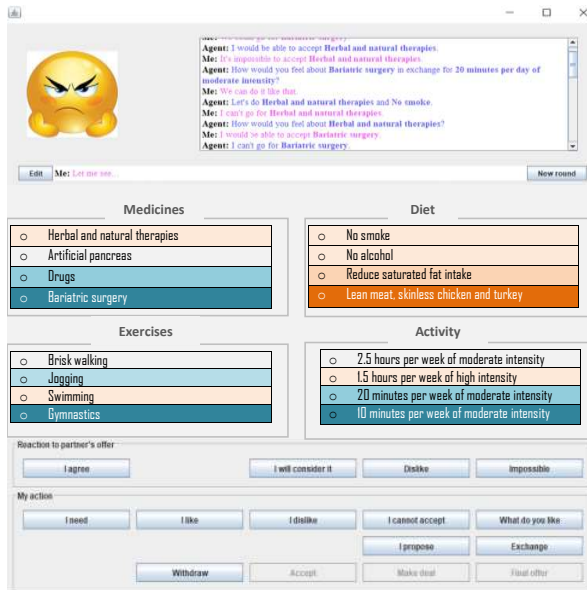 Me: We could go for Bariatric surgery
Agent: I would be able to accept Herbal and natural therapies.
Me: It's impossible to accept Herbal and natural therapies.
Agent: How would you feel about Bariatric surgery in exchange for 20 minutes per day of
moderate intensity?
Me: We can do it like that.
Agent: Let's do Herbal and natural therapies and No smoke.
Me: I can't go for Herbal and natural therapies.
Agent: How would you feel about Herbal and natural therapies?
Me: I would be able to accept Bariatric surgery.
Agent: I can't go for Bariatric surgery.
Edit Me: Let me see... New round
Medicines
Herbal and natural therapies
Artificial pancreas
Drugs
Bariatric surgery
Diet
No smoke
No alcohol
Reduce saturated fat intake
Lean meat, skinless chicken and turkey
Exercises
Brisk walking
Jogging
Swimming
Gymnastics
Activity
2.5 hours per week of moderate intensity
1.5 hours per week of high intensity
20 minutes per week of moderate intensity
10 minutes per week of moderate intensity
Reaction to partner's offer
I agree I will consider it Dislike Impossible
My action
I need I like I dislike I cannot accept What do you like
I propose Exchange
Withdraw Accept Make deal Final offer